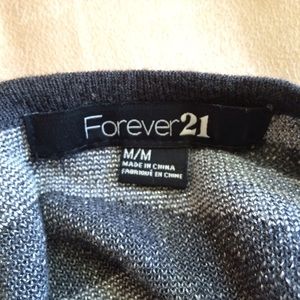 Forever21
M/M
MADE IN CHINA
FABRIQUÉ EN CHINE